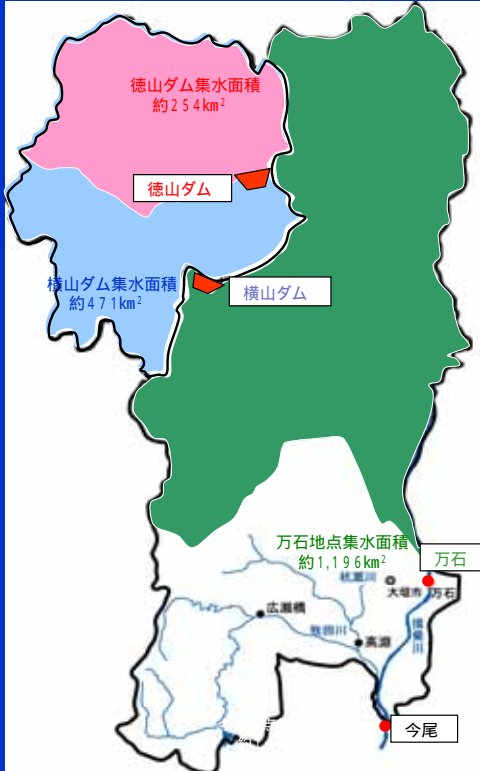 徳山ダム集水面積
約254km²
徳山ダム
横山ダム集水面積
約471km²
横山ダム
万石地点集水面積
約1,196km²
万石
杭瀬川
大垣市
万石
広瀬橋
牧田川
高淵
揖斐川
今尾